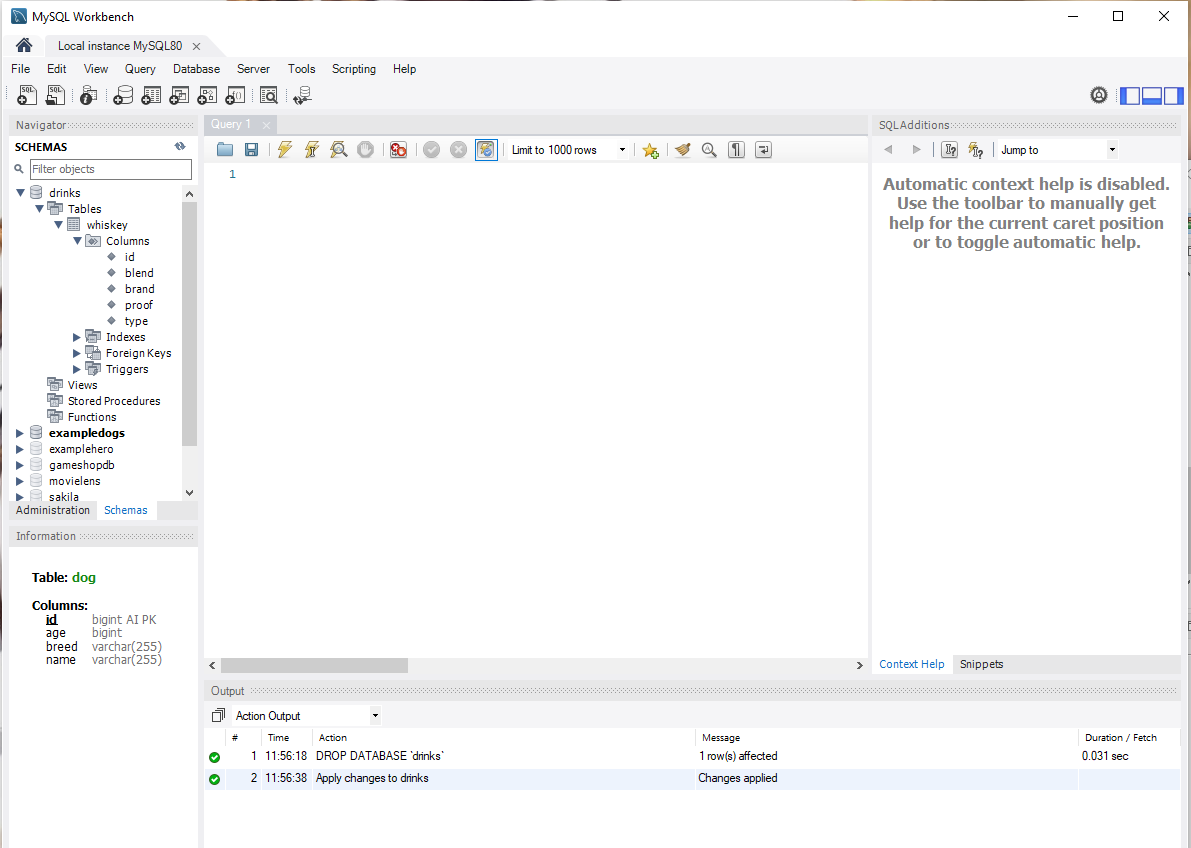 MySQL Workbench
Local instance MySQL80
File Edit View Query Database Server Tools Scripting Help
Navigator
SCHEMAS
Filter objects
drinks
Tables
whiskey
Columns
id
blend
brand
proof
type
Indexes
Foreign Keys
Triggers
Views
Stored Procedures
Functions
exampledogs
examplehero
gameshopdb
movielens
sakila
Administration Schemas
Information
Table: dog
Columns:
id bigint AI PK
age bigint
breed varchar(255)
name varchar(255)
Query 1
Limit to 1000 rows
1
SQLAdditions
Jump to
Automatic context help is disabled.
Use the toolbar to manually get
help for the current caret position
or to toggle automatic help.
Context Help Snippets
Output
Action Output
# Time Action Message Duration / Fetch
1 11:56:18 DROP DATABASE `drinks` 1 row(s) affected 0.031 sec
2 11:56:38 Apply changes to drinks Changes applied